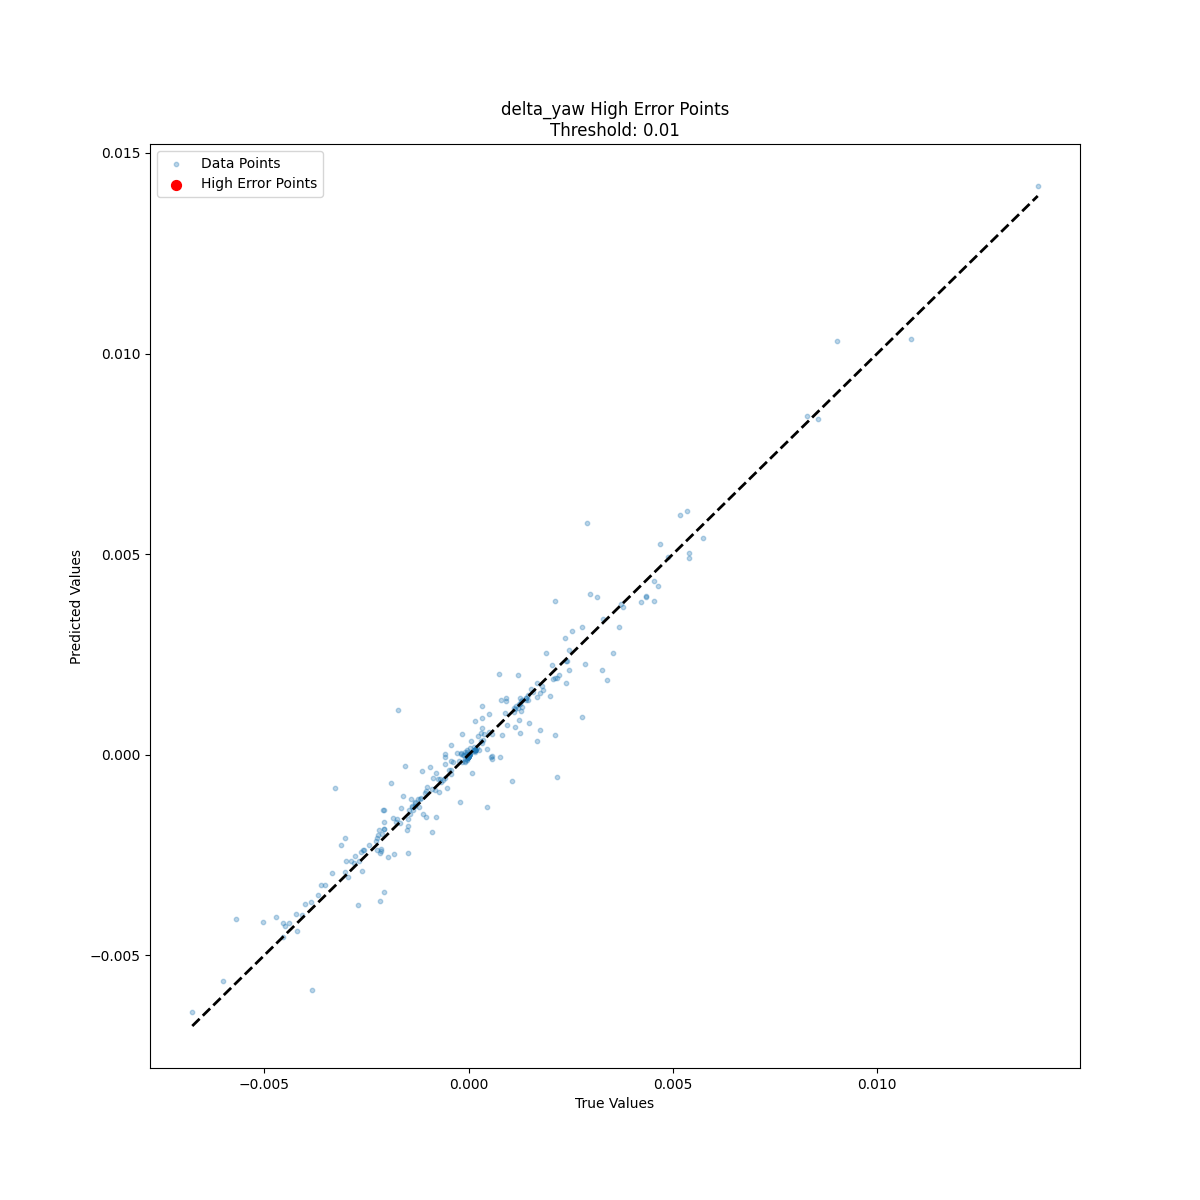 delta_yaw High Error Points
Threshold: 0.01
Data Points
High Error Points
0.015
0.010
0.005
0.000
−0.005
Predicted Values
−0.005
0.000
0.005
0.010
True Values